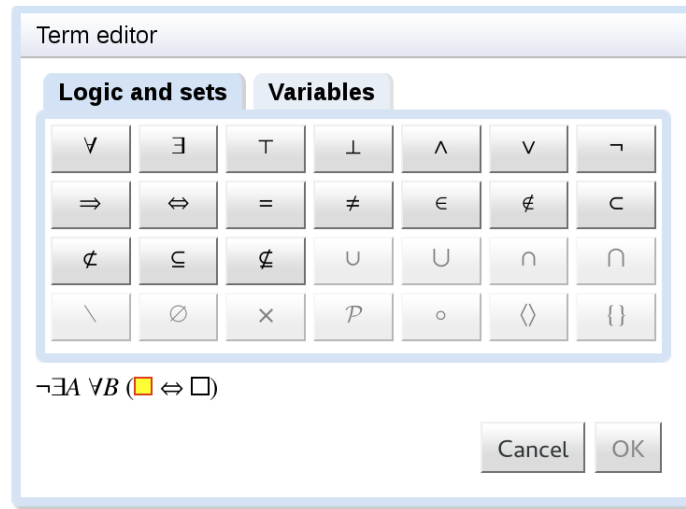 Term editor
Logic and sets Variables
∀ ∃ ⊤ ⊥ ∧ ∨ ¬
⇒ ⇔ = ≠ ∈ ∉ ⊂
⊄ ⊆ ⊈ ∪ ⋃ ∩ ⋂
∖ ∅ × 𝒫 ∘ ⟨⟩ { }
¬∃A ∀B (□ ⇔ □)
Cancel OK